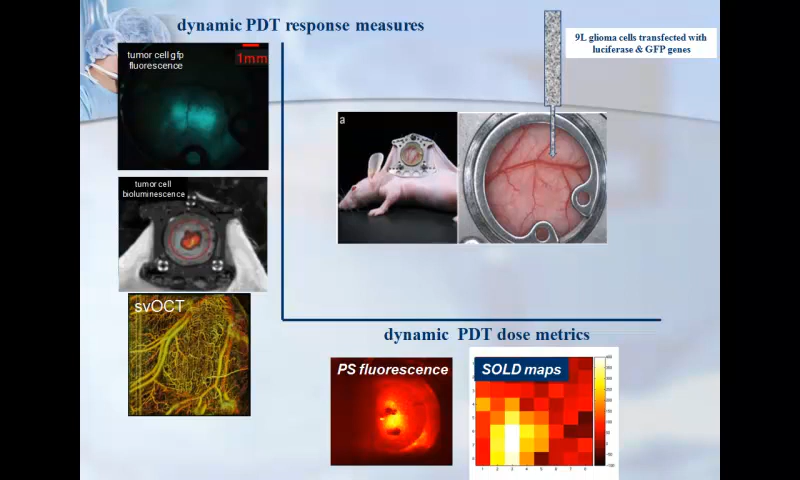 dynamic PDT response measures
9L glioma cells transfected with
luciferase & GFP genes
tumor cell gfp
fluorescence
1mm
a
tumor cell
bioluminescence
svOCT
dynamic PDT dose metrics
PS fluorescence
SOLD maps